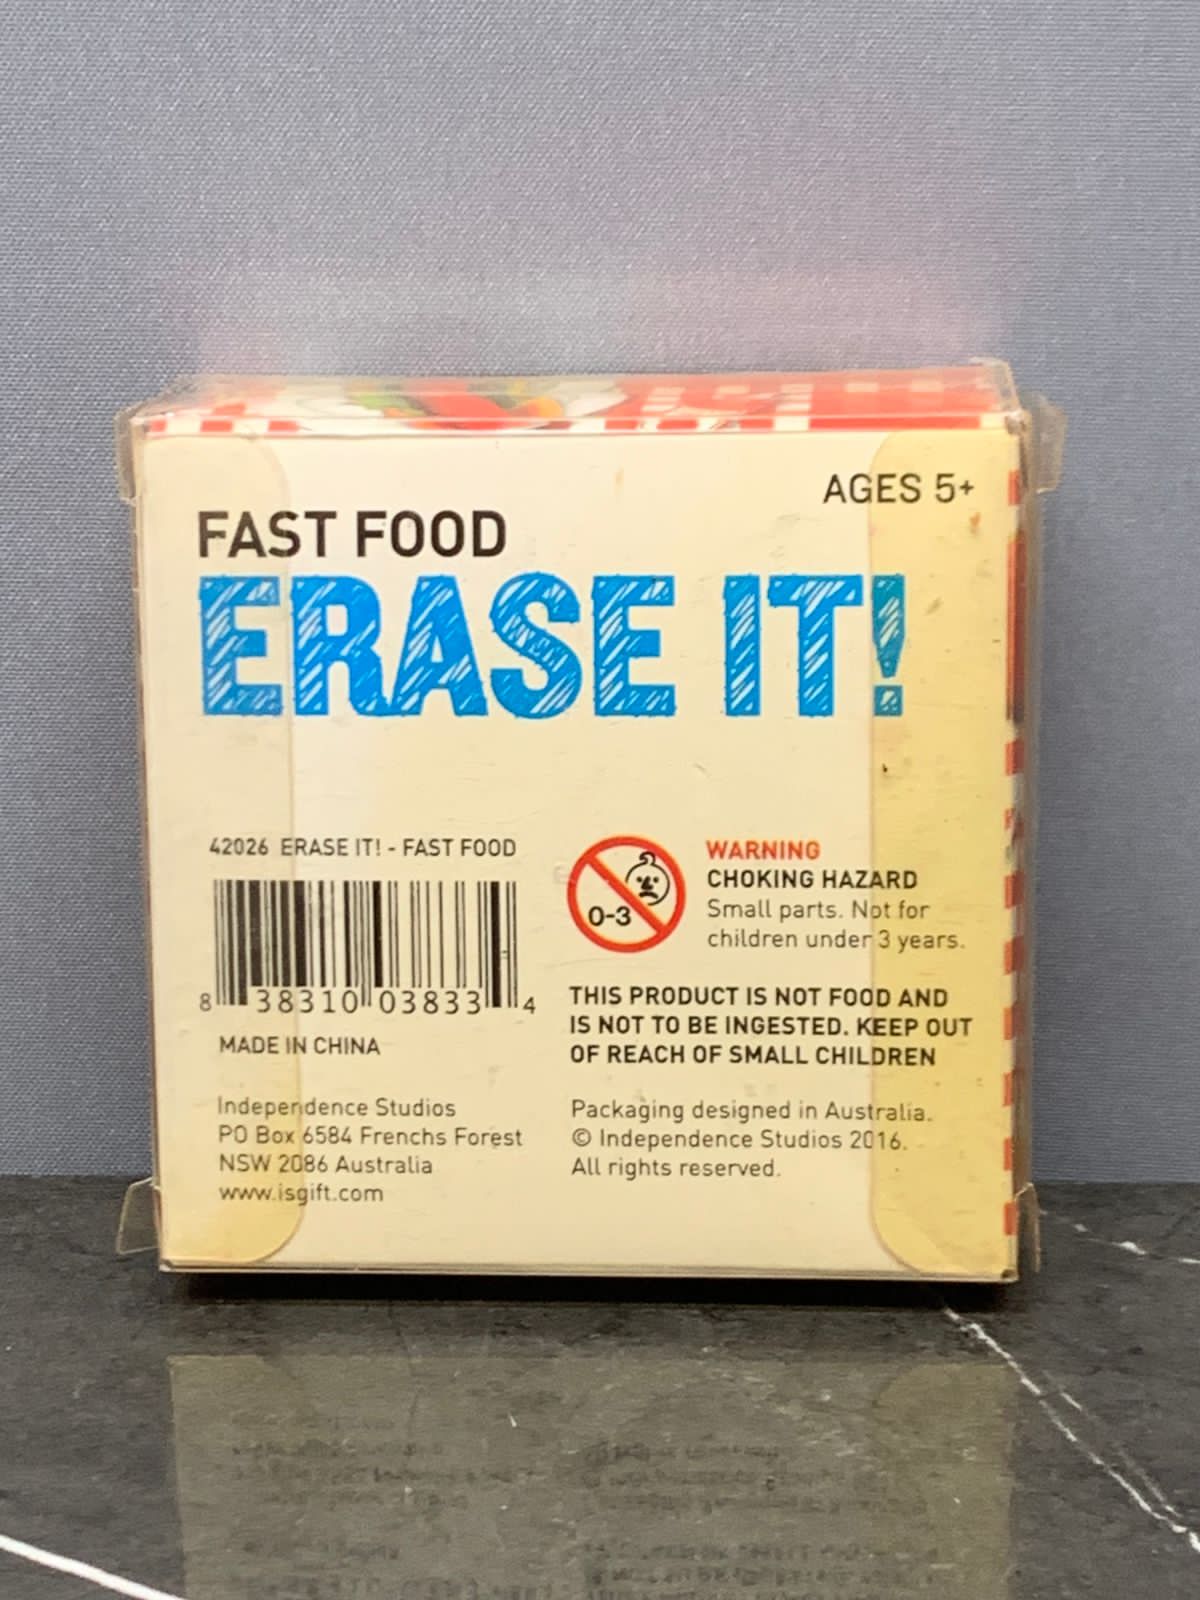 AGES 5+
FAST FOOD
ERASE IT!
42026 ERASE IT! - FAST FOOD
8 38310 03833 4
MADE IN CHINA
Independence Studios
PO Box 6584 Frenchs Forest
NSW 2086 Australia
www.isgift.com
0-3
WARNING
CHOKING HAZARD
Small parts. Not for
children under 3 years.
THIS PRODUCT IS NOT FOOD AND
IS NOT TO BE INGESTED. KEEP OUT
OF REACH OF SMALL CHILDREN
Packaging designed in Australia.
© Independence Studios 2016.
All rights reserved.